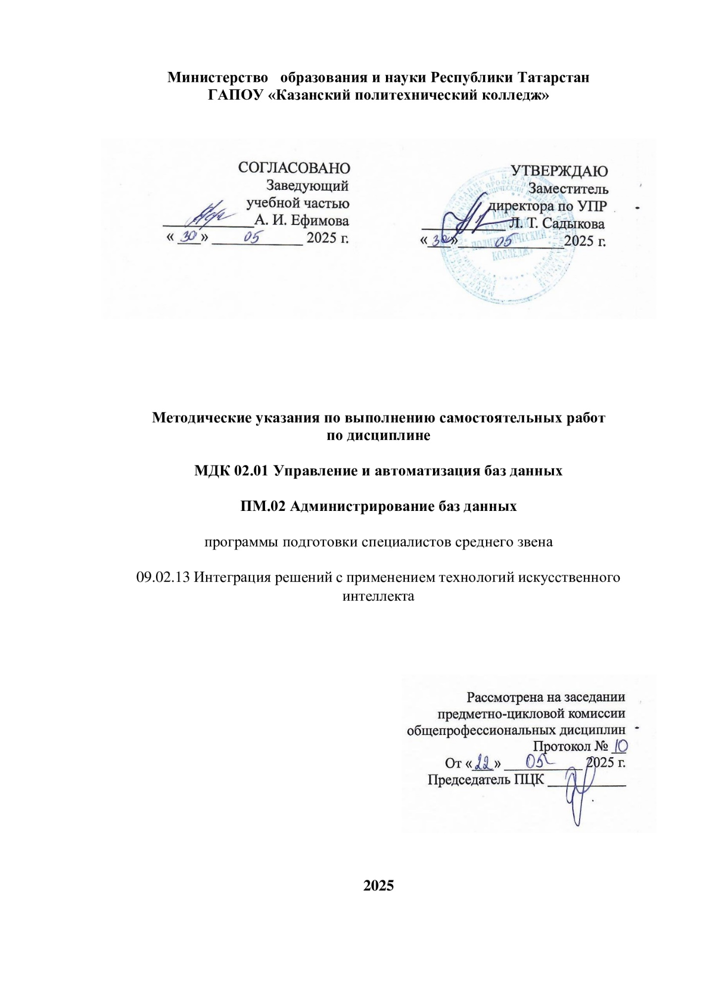 Министерство образования и науки Республики Татарстан
ГАПОУ «Казанский политехнический колледж»
СОГЛАСОВАНО
Заведующий
учебной частью
А. И. Ефимова
«30» 05 2025 г.
УТВЕРЖДАЮ
Заместитель
директора по УПР
Л. Т. Садыкова
«30» 05 2025 г.
КАЗАНСКИЙ
ПОЛИТЕХНИЧЕСКИЙ
КОЛЛЕДЖ»
Методические указания по выполнению самостоятельных работ
по дисциплине
МДК 02.01 Управление и автоматизация баз данных
ПМ.02 Администрирование баз данных
программы подготовки специалистов среднего звена
09.02.13 Интеграция решений с применением технологий искусственного
интеллекта
Рассмотрена на заседании
предметно-цикловой комиссии
общепрофессиональных дисциплин
Протокол № 10
От «22» 05 2025 г.
Председатель ПЦК
2025